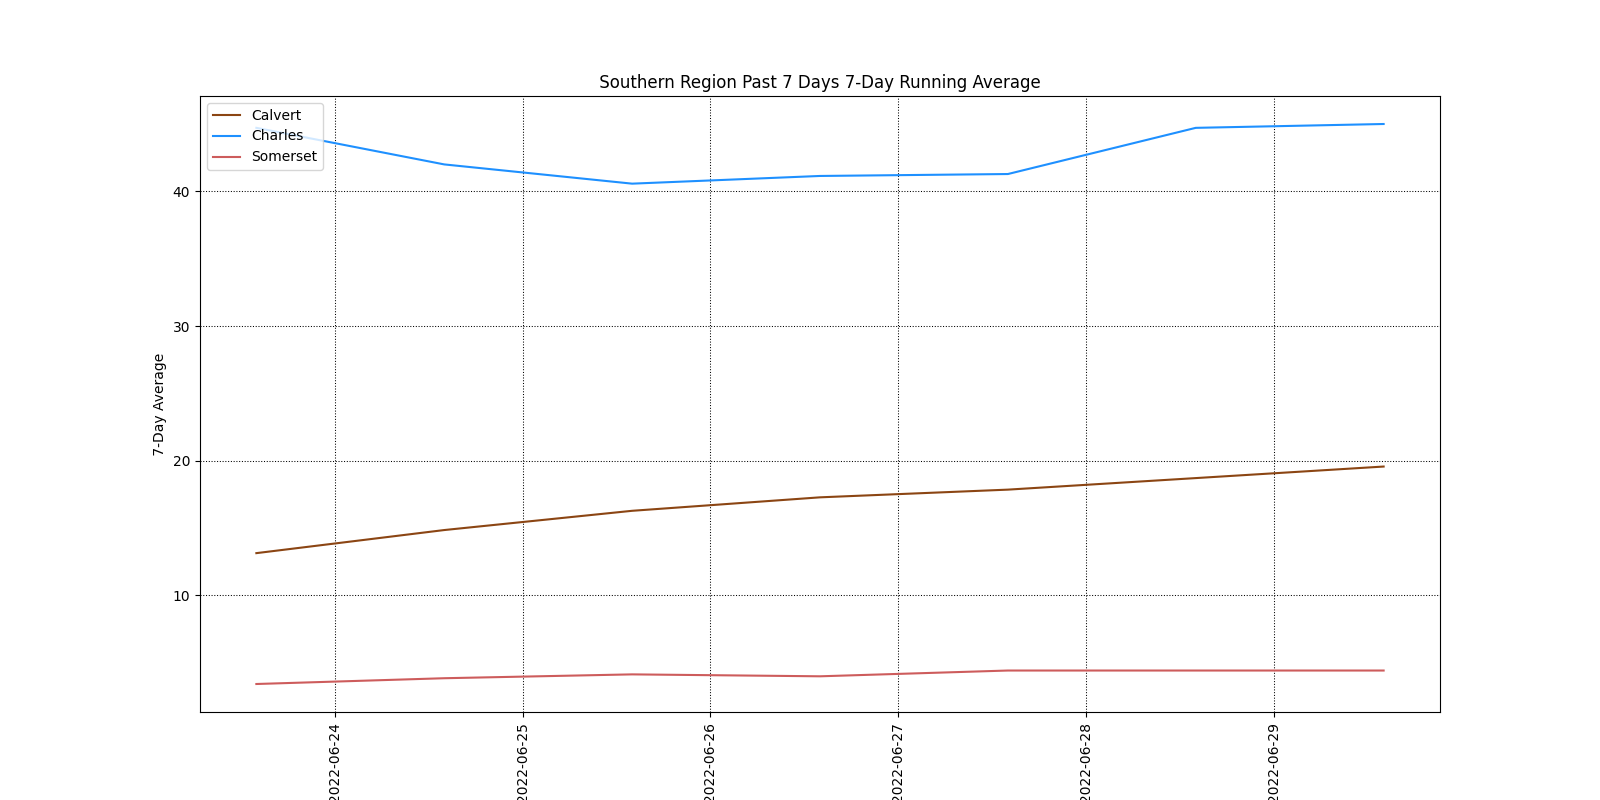 Southern Region Past 7 Days 7-Day Running Average
Calvert
Charles
Somerset
40
30
20
10
7-Day Average
2022-06-24
2022-06-25
2022-06-26
2022-06-27
2022-06-28
2022-06-29